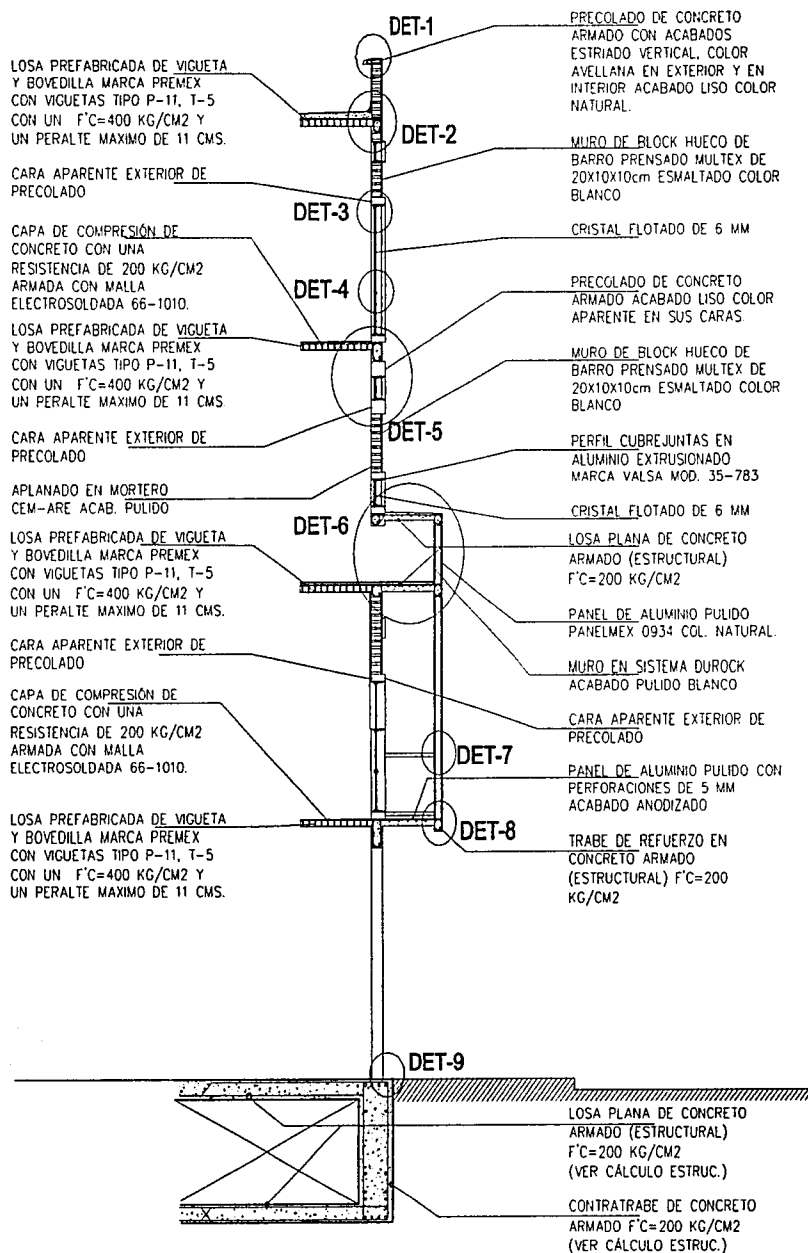 LOSA PREFABRICADA DE VIGUETA
Y BOVEDILLA MARCA PREMEX
CON VIGUETAS TIPO P-11, T-5
CON UN F'C=400 KG/CM2 Y
UN PERALTE MAXIMO DE 11 CMS.
CARA APARENTE EXTERIOR DE
PRECOLADO
CAPA DE COMPRESIÓN DE
CONCRETO CON UNA
RESISTENCIA DE 200 KG/CM2
ARMADA CON MALLA
ELECTROSOLDADA 66-1010.
LOSA PREFABRICADA DE VIGUETA
Y BOVEDILLA MARCA PREMEX
CON VIGUETAS TIPO P-11, T-5
CON UN F'C=400 KG/CM2 Y
UN PERALTE MAXIMO DE 11 CMS.
CARA APARENTE EXTERIOR DE
PRECOLADO
APLANADO EN MORTERO
CEM-ARE ACAB. PULIDO
LOSA PREFABRICADA DE VIGUETA
Y BOVEDILLA MARCA PREMEX
CON VIGUETAS TIPO P-11, T-5
CON UN F'C=400 KG/CM2 Y
UN PERALTE MAXIMO DE 11 CMS.
CARA APARENTE EXTERIOR DE
PRECOLADO
CAPA DE COMPRESIÓN DE
CONCRETO CON UNA
RESISTENCIA DE 200 KG/CM2
ARMADA CON MALLA
ELECTROSOLDADA 66-1010.
LOSA PREFABRICADA DE VIGUETA
Y BOVEDILLA MARCA PREMEX
CON VIGUETAS TIPO P-11, T-5
CON UN F'C=400 KG/CM2 Y
UN PERALTE MAXIMO DE 11 CMS.
DET-1
DET-2
DET-3
DET-4
DET-5
DET-6
DET-7
DET-8
DET-9
PRECOLADO DE CONCRETO
ARMADO CON ACABADOS
ESTRIADO VERTICAL, COLOR
AVELLANA EN EXTERIOR Y EN
INTERIOR ACABADO LISO COLOR
NATURAL.
MURO DE BLOCK HUECO DE
BARRO PRENSADO MULTEX DE
20X10X10cm ESMALTADO COLOR
BLANCO
CRISTAL FLOTADO DE 6 MM
PRECOLADO DE CONCRETO
ARMADO ACABADO LISO COLOR
APARENTE EN SUS CARAS
MURO DE BLOCK HUECO DE
BARRO PRENSADO MULTEX DE
20X10X10cm ESMALTADO COLOR
BLANCO
PERFIL CUBREJUNTAS EN
ALUMINIO EXTRUSIONADO
MARCA VALSA MOD. 35-783
CRISTAL FLOTADO DE 6 MM
LOSA PLANA DE CONCRETO
ARMADO (ESTRUCTURAL)
F'C=200 KG/CM2
PANEL DE ALUMINIO PULIDO
PANELMEX 0934 COL. NATURAL.
MURO EN SISTEMA DUROCK
ACABADO PULIDO BLANCO
CARA APARENTE EXTERIOR DE
PRECOLADO
PANEL DE ALUMINIO PULIDO CON
PERFORACIONES DE 5 MM
ACABADO ANODIZADO
TRABE DE REFUERZO EN
CONCRETO ARMADO
(ESTRUCTURAL) F'C=200
KG/CM2
LOSA PLANA DE CONCRETO
ARMADO (ESTRUCTURAL)
F'C=200 KG/CM2
(VER CÁLCULO ESTRUC.)
CONTRATRABE DE CONCRETO
ARMADO F'C=200 KG/CM2
(VER CÁLCULO ESTRUC.)